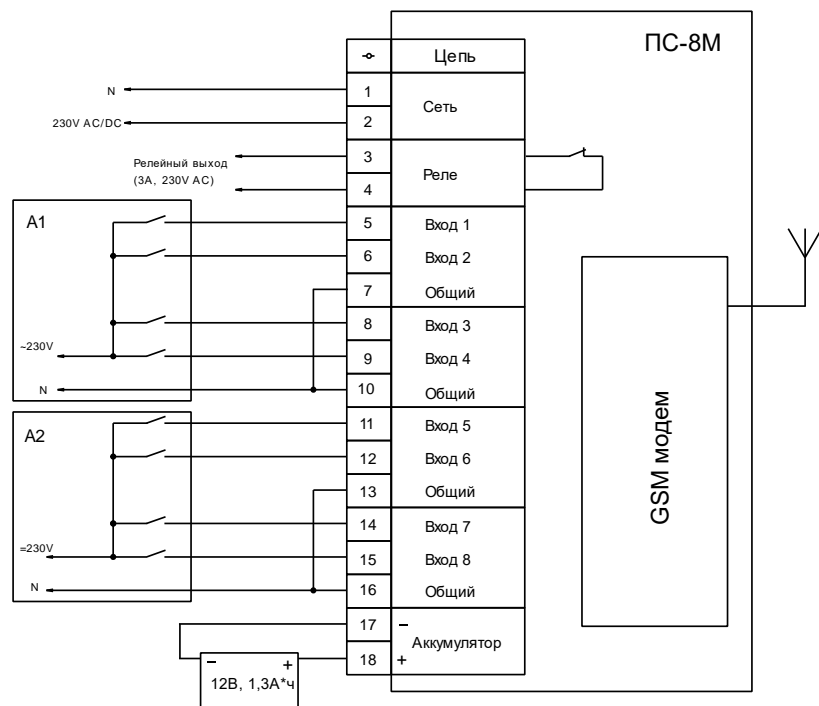 ПС-8М
Цепь
1
N
Сеть
2
230V AC/DC
3
Релейный выход
(3А, 230V AC)
Реле
4
А1
5 Вход 1
6 Вход 2
7 Общий
8 Вход 3
~230V
9 Вход 4
N
10 Общий
А2
11 Вход 5
12 Вход 6
13 Общий
14 Вход 7
=230V
15 Вход 8
N
16 Общий
17 –
Аккумулятор
18 +
– +
12В, 1,3А*ч
GSM модем